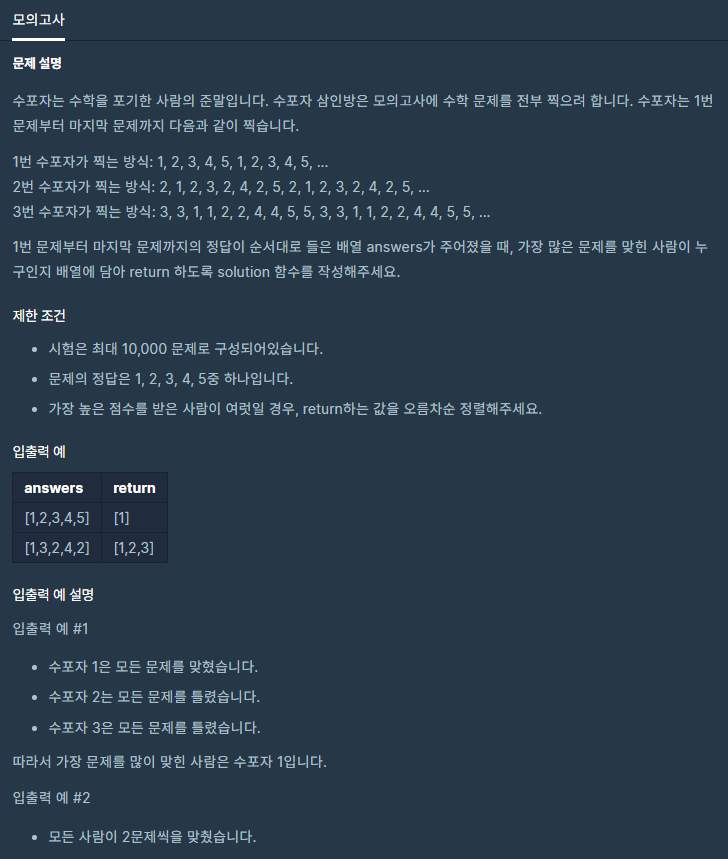 모의고사
문제 설명
수포자는 수학을 포기한 사람의 준말입니다. 수포자 삼인방은 모의고사에 수학 문제를 전부 찍으려 합니다. 수포자는 1번
문제부터 마지막 문제까지 다음과 같이 찍습니다.
1번 수포자가 찍는 방식: 1, 2, 3, 4, 5, 1, 2, 3, 4, 5, ...
2번 수포자가 찍는 방식: 2, 1, 2, 3, 2, 4, 2, 5, 2, 1, 2, 3, 2, 4, 2, 5, ...
3번 수포자가 찍는 방식: 3, 3, 1, 1, 2, 2, 4, 4, 5, 5, 3, 3, 1, 1, 2, 2, 4, 4, 5, 5, ...
1번 문제부터 마지막 문제까지의 정답이 순서대로 들은 배열 answers가 주어졌을 때, 가장 많은 문제를 맞힌 사람이 누
구인지 배열에 담아 return 하도록 solution 함수를 작성해주세요.
제한 조건
• 시험은 최대 10,000 문제로 구성되어있습니다.
• 문제의 정답은 1, 2, 3, 4, 5중 하나입니다.
• 가장 높은 점수를 받은 사람이 여럿일 경우, return하는 값을 오름차순 정렬해주세요.
입출력 예
answers return
[1,2,3,4,5] [1]
[1,3,2,4,2] [1,2,3]
입출력 예 설명
입출력 예 #1
• 수포자 1은 모든 문제를 맞혔습니다.
• 수포자 2는 모든 문제를 틀렸습니다.
• 수포자 3은 모든 문제를 틀렸습니다.
따라서 가장 문제를 많이 맞힌 사람은 수포자 1입니다.
입출력 예 #2
• 모든 사람이 2문제씩을 맞췄습니다.